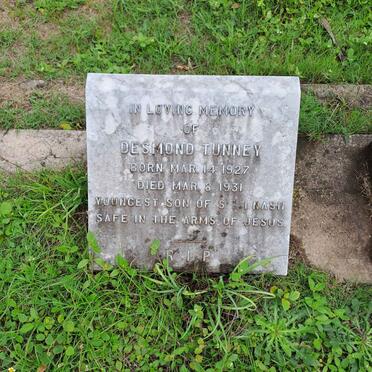 IN LOVING MEMORY
OF
DESMOND TUNNEY
BORN MAR 14 1927
DIED MAR 8 1931
YOUNGEST SON OF S
SAFE IN THE ARMS OF JESUS
R.I.P.